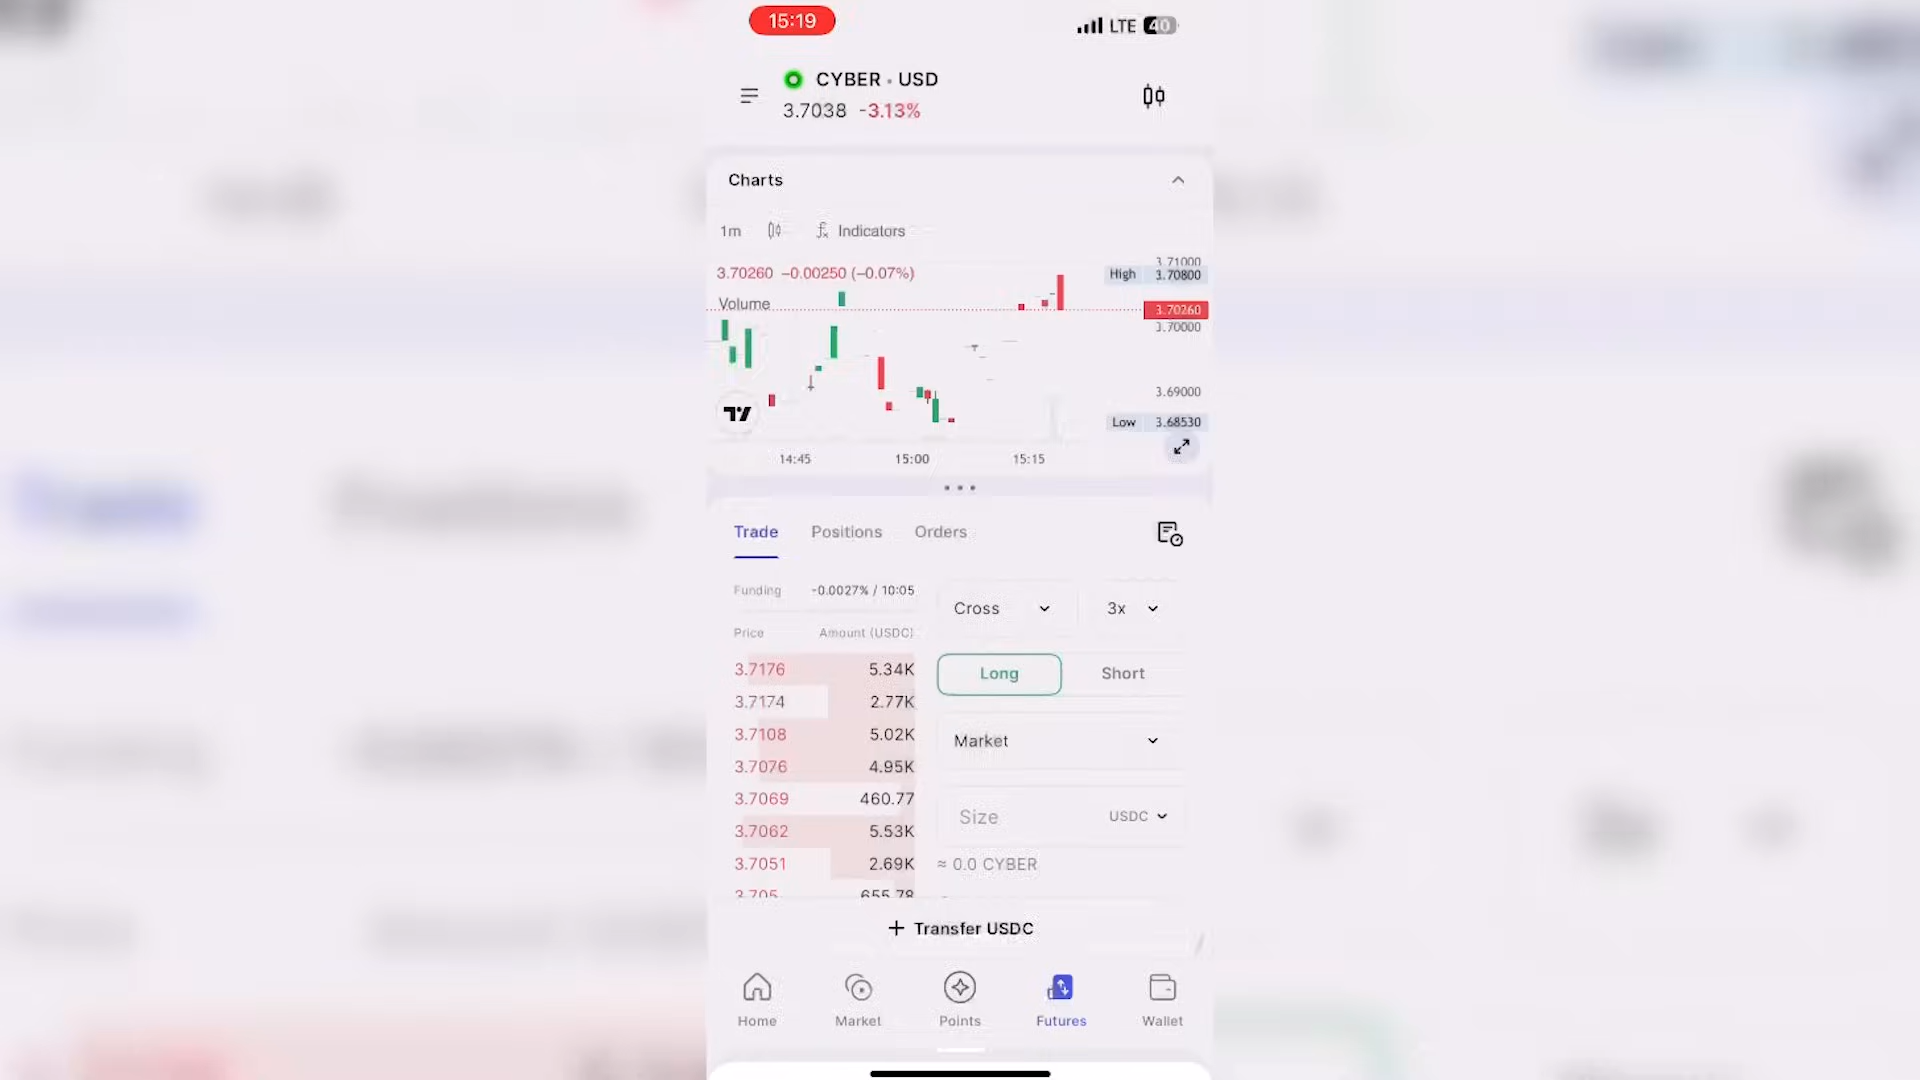 15:19
LTE 40
CYBER • USD
3.7038 -3.13%
Charts
1m Indicators
3.70260 −0.00250 (−0.07%)
Volume
3.71000
High 3.70800
3.70260
3.70000
3.69000
Low 3.68530
14:45 15:00 15:15
Trade Positions Orders
Funding -0.0027% / 10:05
Cross 3x
Price Amount (USDC)
3.7176 5.34K
Long Short
3.7174 2.77K
3.7108 5.02K
Market
3.7076 4.95K
3.7069 460.77
Size USDC
3.7062 5.53K
3.7051 2.69K
≈ 0.0 CYBER
3.705 655.78
+ Transfer USDC
Home Market Points Futures Wallet